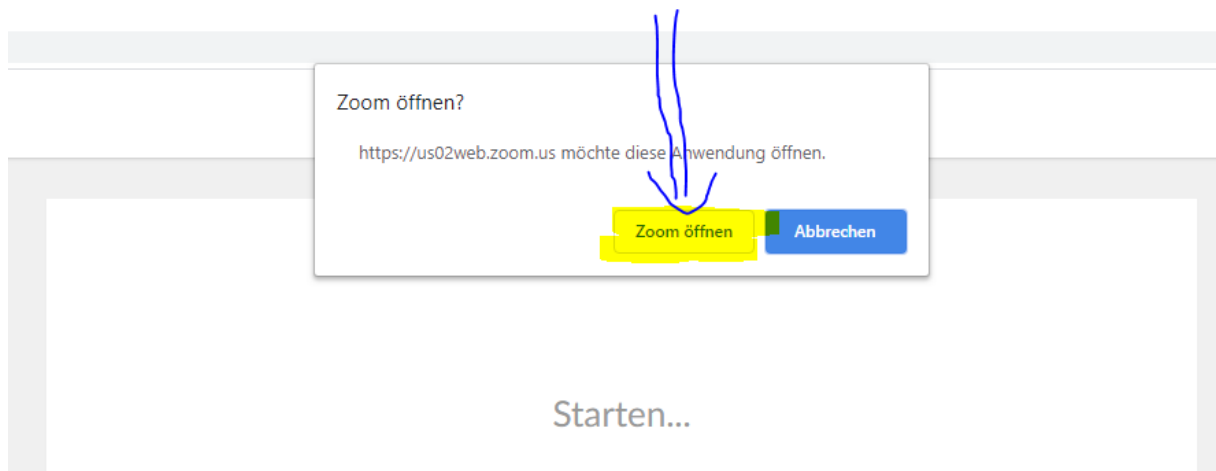 Zoom öffnen?
https://us02web.zoom.us möchte diese Anwendung öffnen.
Zoom öffnen Abbrechen
Starten...